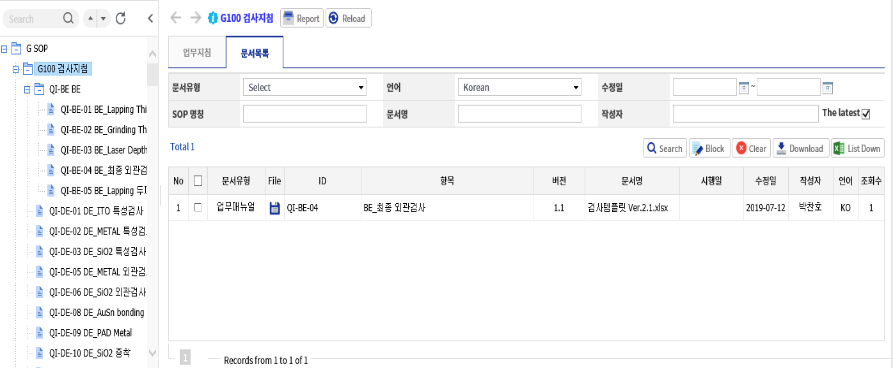 Search
G SOP
G100 검사지침
QI-BE BE
QI-BE-01 BE_Lapping Thi
QI-BE-02 BE_Grinding Th
QI-BE-03 BE_Laser Depth
QI-BE-04 BE_최종 외관검
QI-BE-05 BE_Lapping 두
QI-DE-01 DE_ITO 특성검사
QI-DE-02 DE_METAL 특성검
QI-DE-03 DE_SiO2 특성검사
QI-DE-05 DE_METAL 외관검
QI-DE-06 DE_SiO2 외관검사
QI-DE-08 DE_AuSn bonding
QI-DE-09 DE_PAD Metal
QI-DE-10 DE_SiO2 증착
G100 검사지침 Report Reload
업무지침 문서목록
문서유형 Select 언어 Korean 수정일 ~
SOP 명칭 문서명 작성자 The latest
Total 1 Search Block Clear Download List Down
No 문서유형 File ID 항목 버전 문서명 시행일 수정일 작성자 언어 조회수
1 업무매뉴얼 QI-BE-04 BE_최종 외관검사 1.1 검사템플릿 Ver.2.1.xlsx 2019-07-12 박찬호 KO 1
1 Records from 1 to 1 of 1